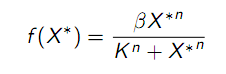 f(X*) = βX*ⁿ / (Kⁿ + X*ⁿ)